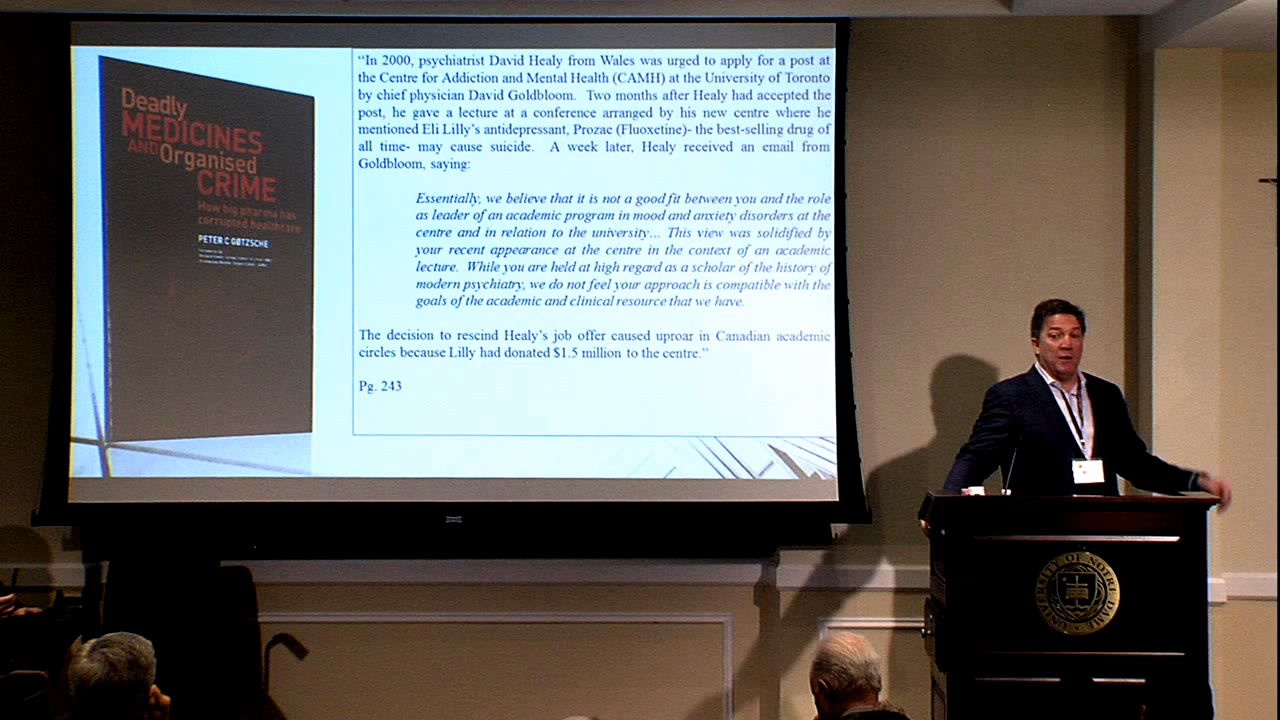 Deadly
MEDICINES
AND Organised
CRIME
How big pharma has
corrupted healthcare
PETER C GØTZSCHE
“In 2000, psychiatrist David Healy from Wales was urged to apply for a post at
the Centre for Addiction and Mental Health (CAMH) at the University of Toronto
by chief physician David Goldbloom. Two months after Healy had accepted the
post, he gave a lecture at a conference arranged by his new centre where he
mentioned Eli Lilly’s antidepressant, Prozac (Fluoxetine)- the best-selling drug of
all time- may cause suicide. A week later, Healy received an email from
Goldbloom, saying:
Essentially, we believe that it is not a good fit between you and the role
as leader of an academic program in mood and anxiety disorders at the
centre and in relation to the university... This view was solidified by
your recent appearance at the centre in the context of an academic
lecture. While you are held at high regard as a scholar of the history of
modern psychiatry, we do not feel your approach is compatible with the
goals of the academic and clinical resource that we have.
The decision to rescind Healy’s job offer caused uproar in Canadian academic
circles because Lilly had donated $1.5 million to the centre.”
Pg. 243
UNIVERSITY OF NOTRE DAME